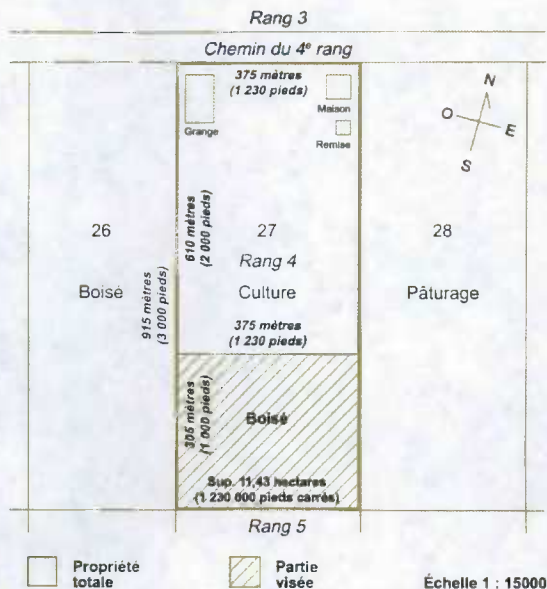 Rang 3
Chemin du 4e rang
375 mètres
(1 230 pieds)
Grange
Maison
Remise
N
O
E
S
26
Boisé
915 mètres
(3 000 pieds)
610 mètres
(2 000 pieds)
27
Rang 4
Culture
28
Pâturage
375 mètres
(1 230 pieds)
305 mètres
(1 000 pieds)
Boisé
Sup. 11,43 hectares
(1 230 000 pieds carrés)
Rang 5
Propriété
totale
Partie
visée
Échelle 1 : 15000